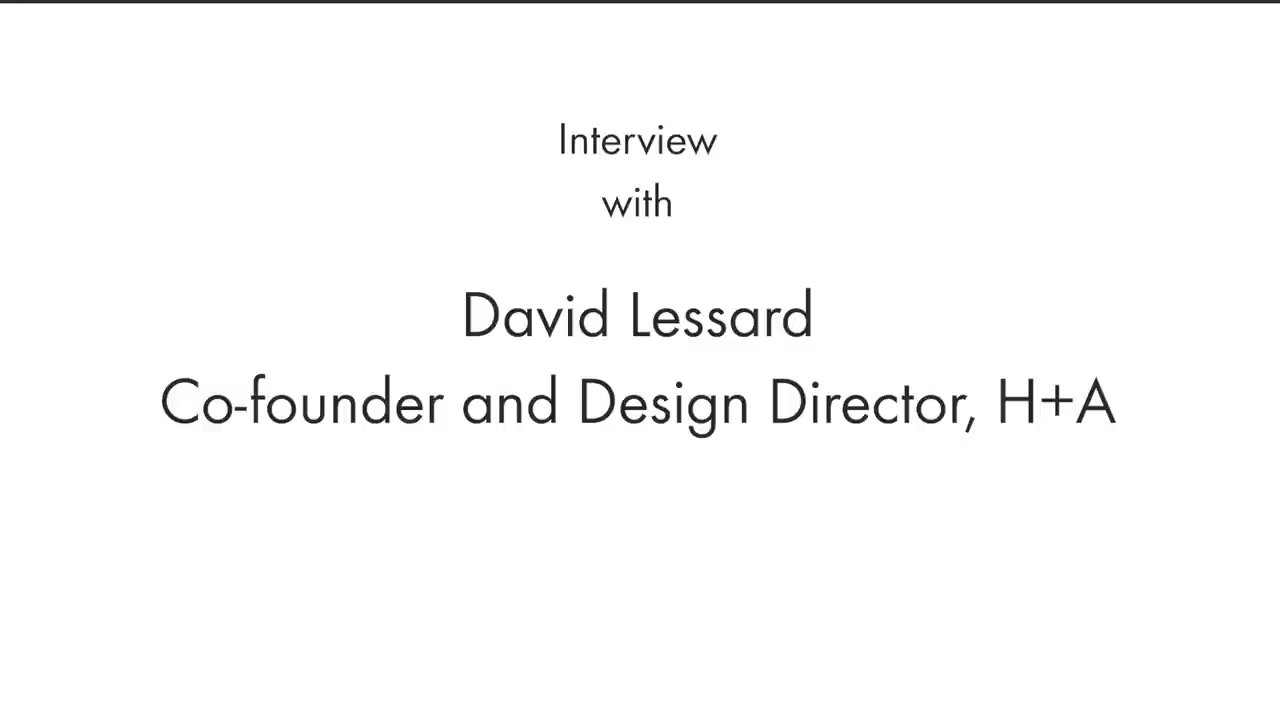 Interview
with
David Lessard
Co-founder and Design Director, H+A